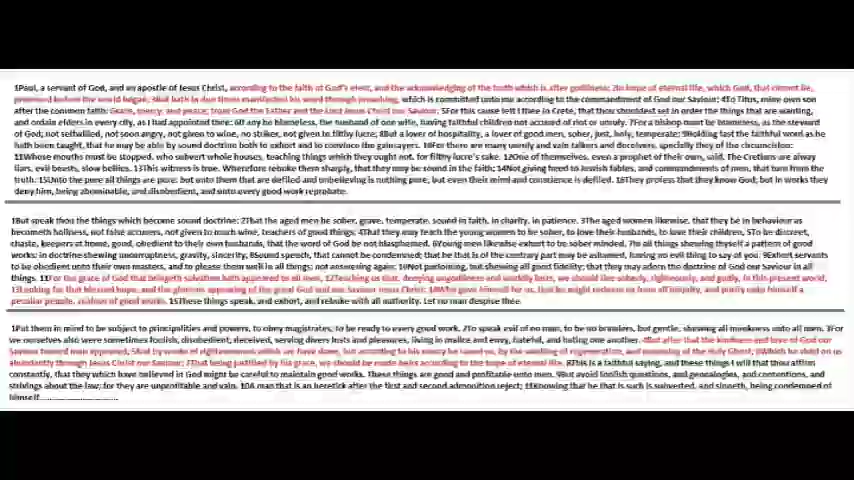 1Paul, a servant of God, and an apostle of Jesus Christ, according to the faith of God's elect, and the acknowledging of the truth which is after godliness; 2In hope of eternal life, which God, that cannot lie,
promised before the world began; 3But hath in due times manifested his word through preaching, which is committed unto me according to the commandment of God our Saviour; 4To Titus, mine own son
after the common faith: Grace, mercy, and peace, from God the Father and the Lord Jesus Christ our Saviour. 5For this cause left I thee in Crete, that thou shouldest set in order the things that are wanting,
and ordain elders in every city, as I had appointed thee: 6If any be blameless, the husband of one wife, having faithful children not accused of riot or unruly. 7For a bishop must be blameless, as the steward
of God; not selfwilled, not soon angry, not given to wine, no striker, not given to filthy lucre; 8But a lover of hospitality, a lover of good men, sober, just, holy, temperate; 9Holding fast the faithful word as he
hath been taught, that he may be able by sound doctrine both to exhort and to convince the gainsayers. 10For there are many unruly and vain talkers and deceivers, specially they of the circumcision:
11Whose mouths must be stopped, who subvert whole houses, teaching things which they ought not, for filthy lucre's sake. 12One of themselves, even a prophet of their own, said, The Cretians are alway
liars, evil beasts, slow bellies. 13This witness is true. Wherefore rebuke them sharply, that they may be sound in the faith; 14Not giving heed to Jewish fables, and commandments of men, that turn from the
truth. 15Unto the pure all things are pure: but unto them that are defiled and unbelieving is nothing pure; but even their mind and conscience is defiled. 16They profess that they know God; but in works they
deny him, being abominable, and disobedient, and unto every good work reprobate.
1But speak thou the things which become sound doctrine: 2That the aged men be sober, grave, temperate, sound in faith, in charity, in patience. 3The aged women likewise, that they be in behaviour as
becometh holiness, not false accusers, not given to much wine, teachers of good things; 4That they may teach the young women to be sober, to love their husbands, to love their children, 5To be discreet,
chaste, keepers at home, good, obedient to their own husbands, that the word of God be not blasphemed. 6Young men likewise exhort to be sober minded. 7In all things shewing thyself a pattern of good
works: in doctrine shewing uncorruptness, gravity, sincerity, 8Sound speech, that cannot be condemned; that he that is of the contrary part may be ashamed, having no evil thing to say of you. 9Exhort servants
to be obedient unto their own masters, and to please them well in all things; not answering again; 10Not purloining, but shewing all good fidelity; that they may adorn the doctrine of God our Saviour in all
things. 11For the grace of God that bringeth salvation hath appeared to all men, 12Teaching us that, denying ungodliness and worldly lusts, we should live soberly, righteously, and godly, in this present world;
13Looking for that blessed hope, and the glorious appearing of the great God and our Saviour Jesus Christ; 14Who gave himself for us, that he might redeem us from all iniquity, and purify unto himself a
peculiar people, zealous of good works. 15These things speak, and exhort, and rebuke with all authority. Let no man despise thee.
1Put them in mind to be subject to principalities and powers, to obey magistrates, to be ready to every good work, 2To speak evil of no man, to be no brawlers, but gentle, shewing all meekness unto all men. 3For
we ourselves also were sometimes foolish, disobedient, deceived, serving divers lusts and pleasures, living in malice and envy, hateful, and hating one another. 4But after that the kindness and love of God our
Saviour toward man appeared, 5Not by works of righteousness which we have done, but according to his mercy he saved us, by the washing of regeneration, and renewing of the Holy Ghost; 6Which he shed on us
abundantly through Jesus Christ our Saviour; 7That being justified by his grace, we should be made heirs according to the hope of eternal life. 8This is a faithful saying, and these things I will that thou affirm
constantly, that they which have believed in God might be careful to maintain good works. These things are good and profitable unto men. 9But avoid foolish questions, and genealogies, and contentions, and
strivings about the law; for they are unprofitable and vain. 10A man that is an heretick after the first and second admonition reject; 11Knowing that he that is such is subverted, and sinneth, being condemned of
himself..............................